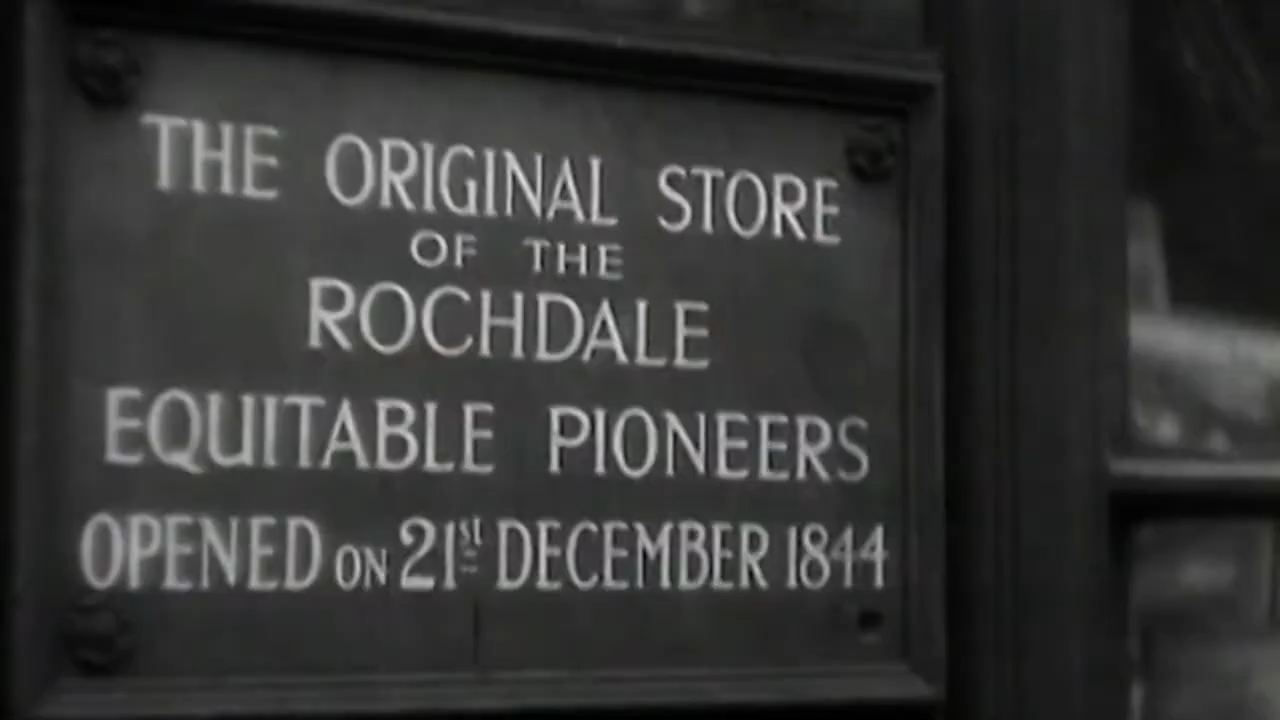 THE ORIGINAL STORE
OF THE
ROCHDALE
EQUITABLE PIONEERS
OPENED ON 21st DECEMBER 1844